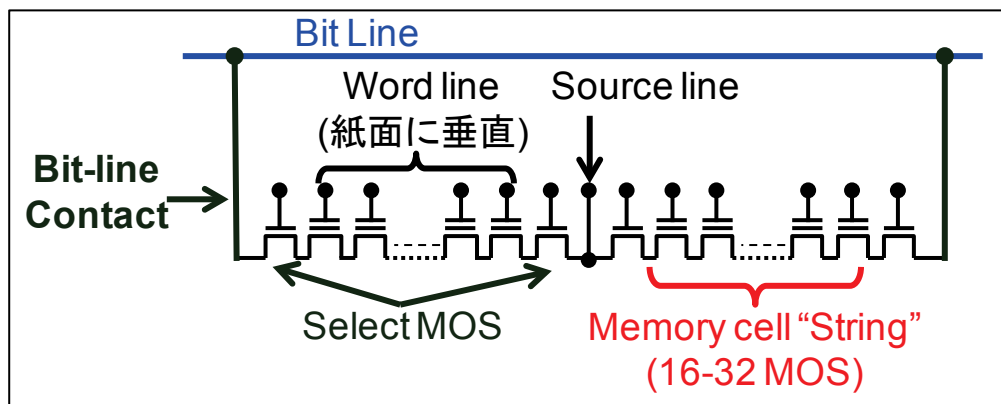 Bit Line
Word line
(紙面に垂直)
Source line
Bit-line
Contact
Select MOS
Memory cell “String”
(16-32 MOS)